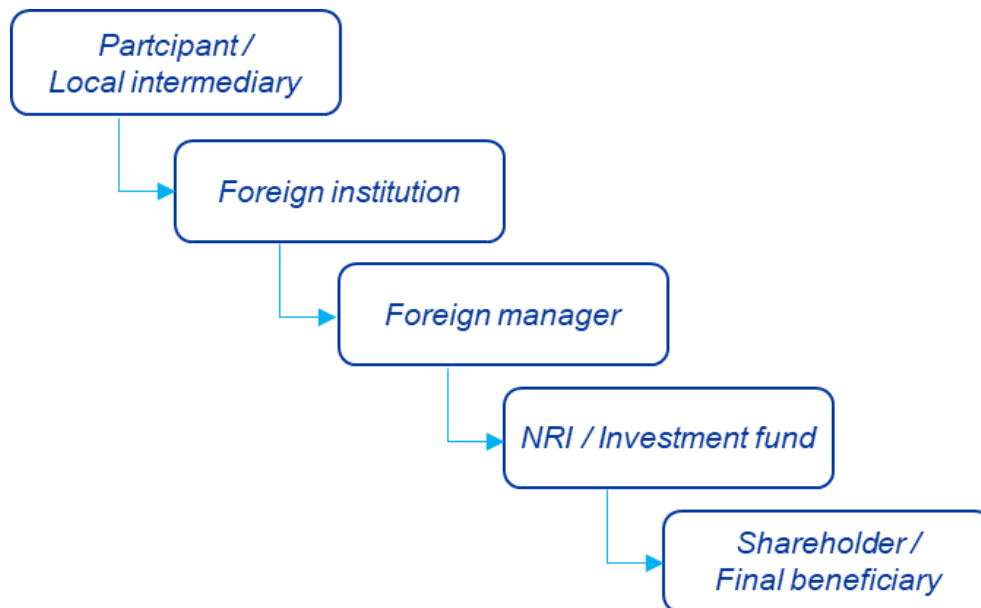 Partcipant /
Local intermediary
Foreign institution
Foreign manager
NRI / Investment fund
Shareholder /
Final beneficiary